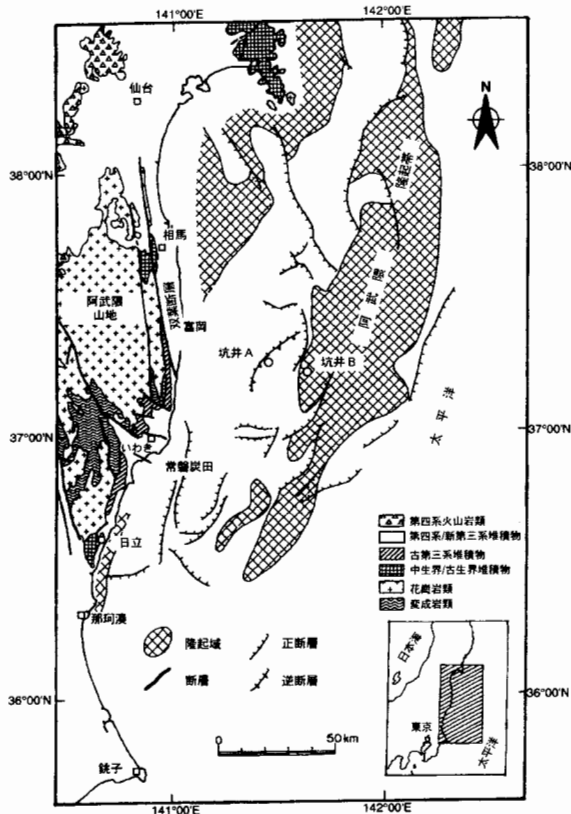 141°00'E
142°00'E
仙台
N
38°00'N
38°00'N
相馬
隆起帯
阿武隈
山地
双葉断層
富岡
阿武隈
坑井A
坑井B
太平洋
37°00'N
37°00'N
いわき
常磐炭田
日立
第四系火山岩類
第四系/新第三系堆積物
古第三系堆積物
中生界/古生界堆積物
花崗岩類
変成岩類
那珂湊
隆起域
正断層
断層
逆断層
日本海
東京
太平洋
36°00'N
36°00'N
0
50km
銚子
141°00'E
142°00'E